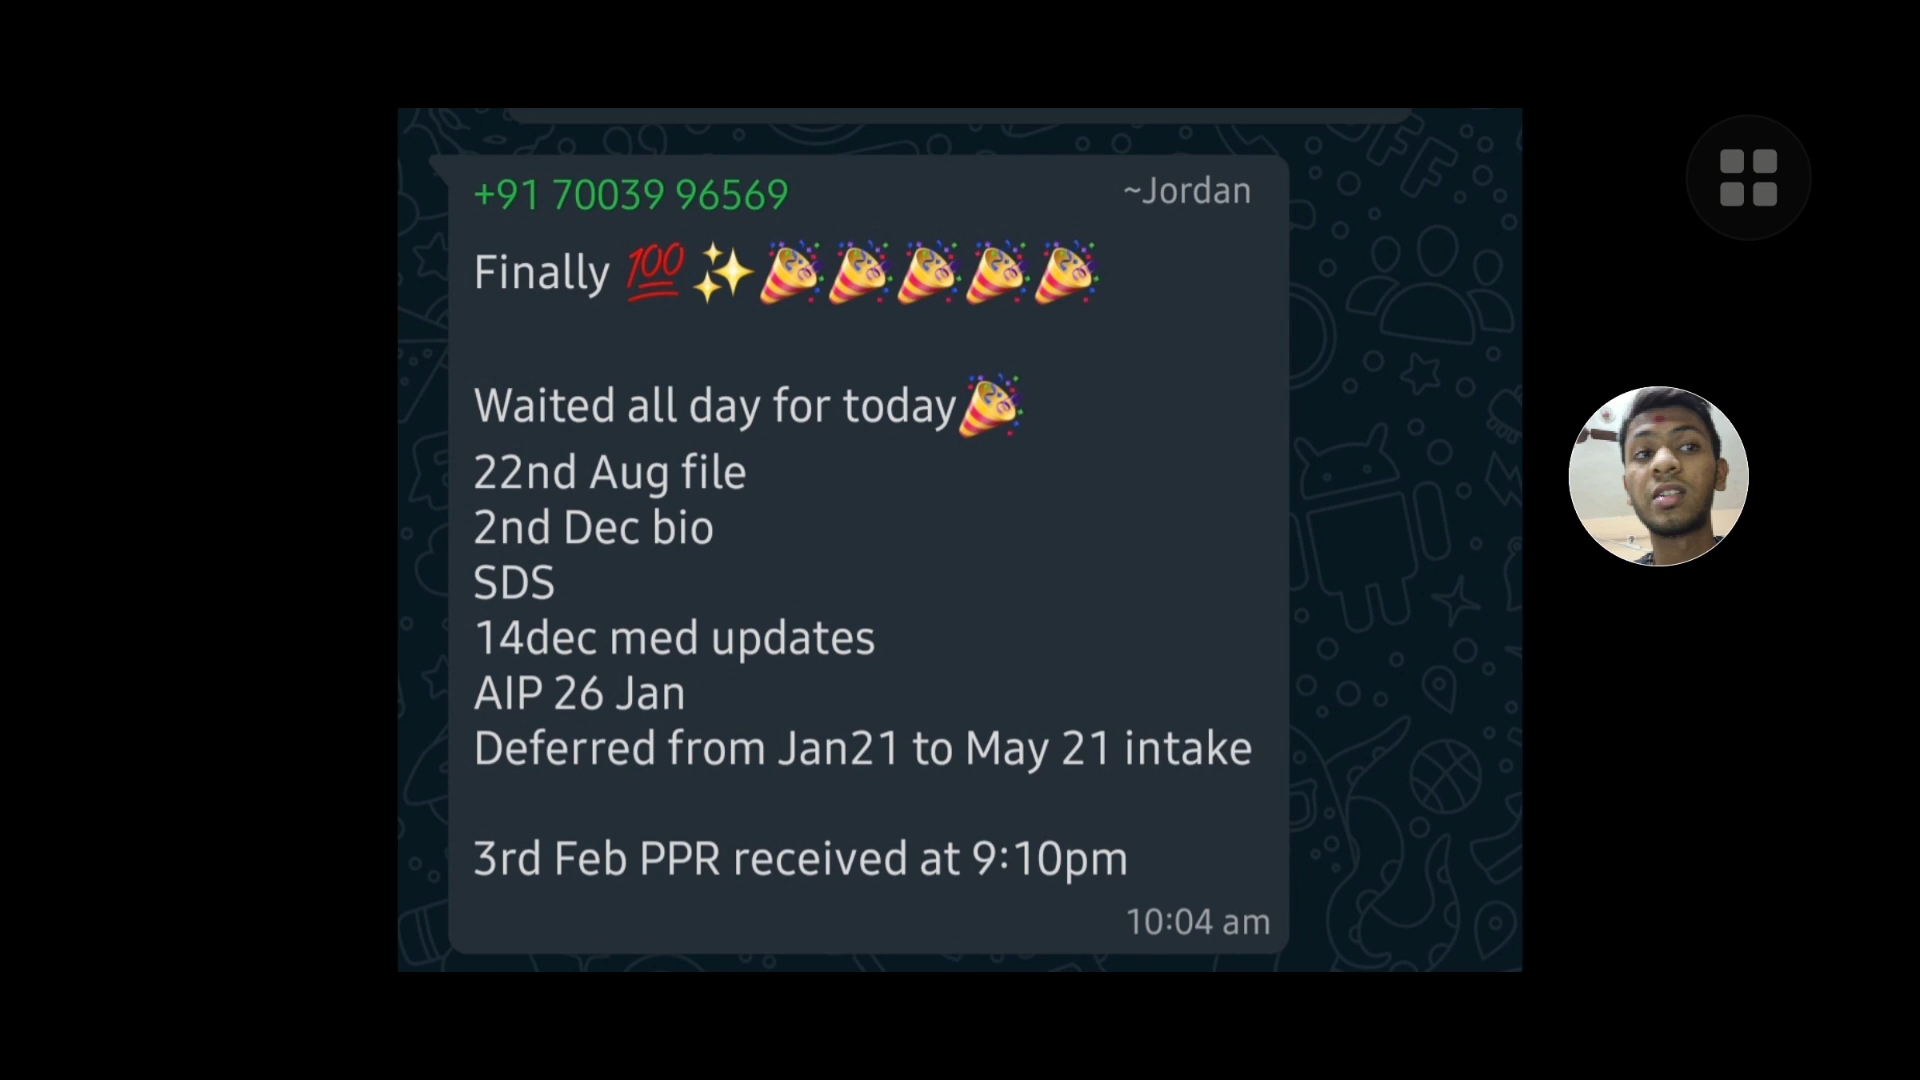 +91 70039 96569 ~Jordan
Finally 💯✨🎉🎉🎉🎉🎉
Waited all day for today🎉
22nd Aug file
2nd Dec bio
SDS
14dec med updates
AIP 26 Jan
Deferred from Jan21 to May 21 intake
3rd Feb PPR received at 9:10pm
10:04 am